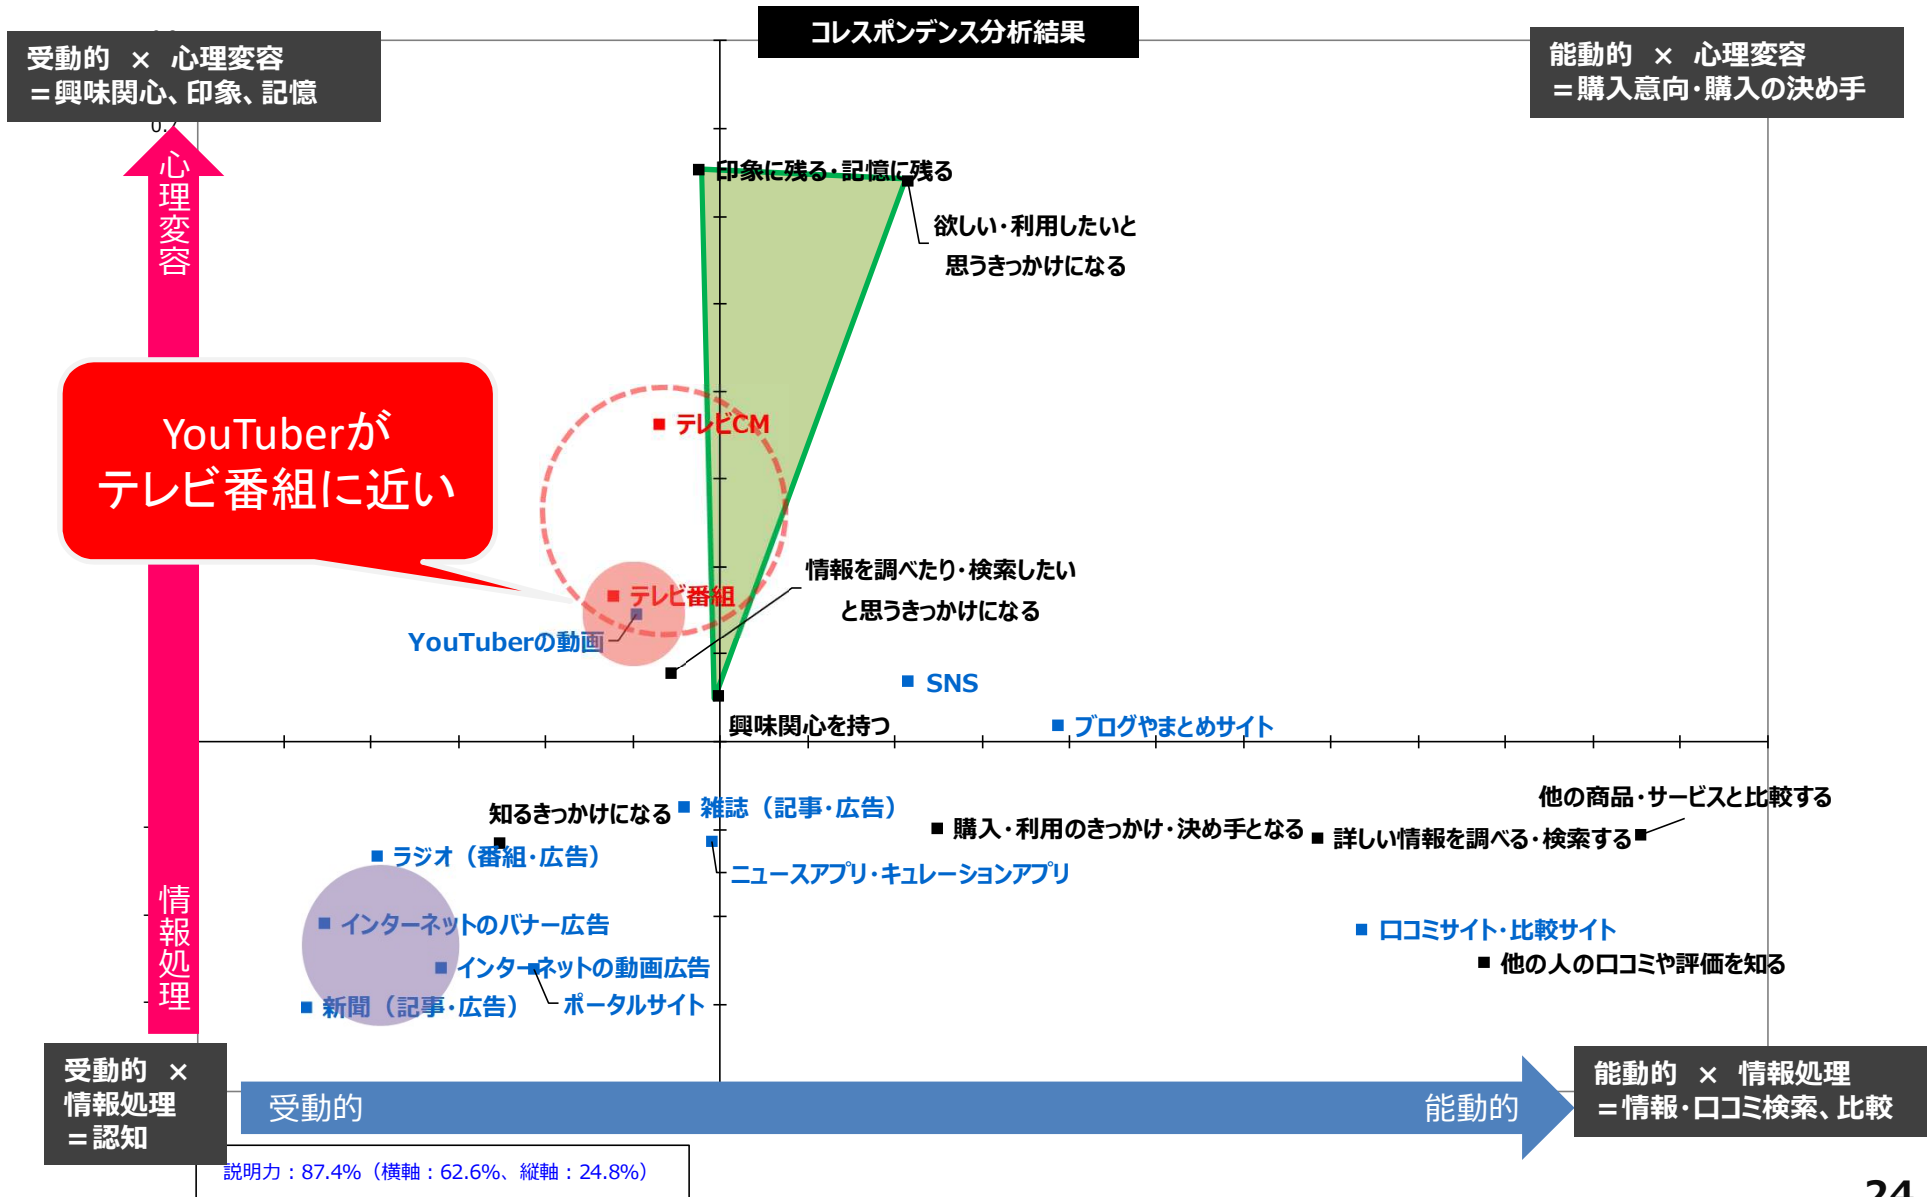 コレスポンデンス分析結果
受動的 × 心理変容
＝興味関心、印象、記憶
能動的 × 心理変容
＝購入意向・購入の決め手
心理変容
印象に残る・記憶に残る
欲しい・利用したいと
思うきっかけになる
YouTuberが
テレビ番組に近い
テレビCM
情報を調べたり・検索したい
と思うきっかけになる
テレビ番組
YouTuberの動画
SNS
興味関心を持つ
ブログやまとめサイト
他の商品・サービスと比較する
知るきっかけになる
雑誌（記事・広告）
購入・利用のきっかけ・決め手となる
詳しい情報を調べる・検索する
ラジオ（番組・広告）
ニュースアプリ・キュレーションアプリ
情報処理
インターネットのバナー広告
口コミサイト・比較サイト
インターネットの動画広告
他の人の口コミや評価を知る
新聞（記事・広告）
ポータルサイト
受動的 ×
情報処理
＝認知
受動的
能動的
能動的 × 情報処理
＝情報・口コミ検索、比較
説明力：87.4%（横軸：62.6%、縦軸：24.8%）
24